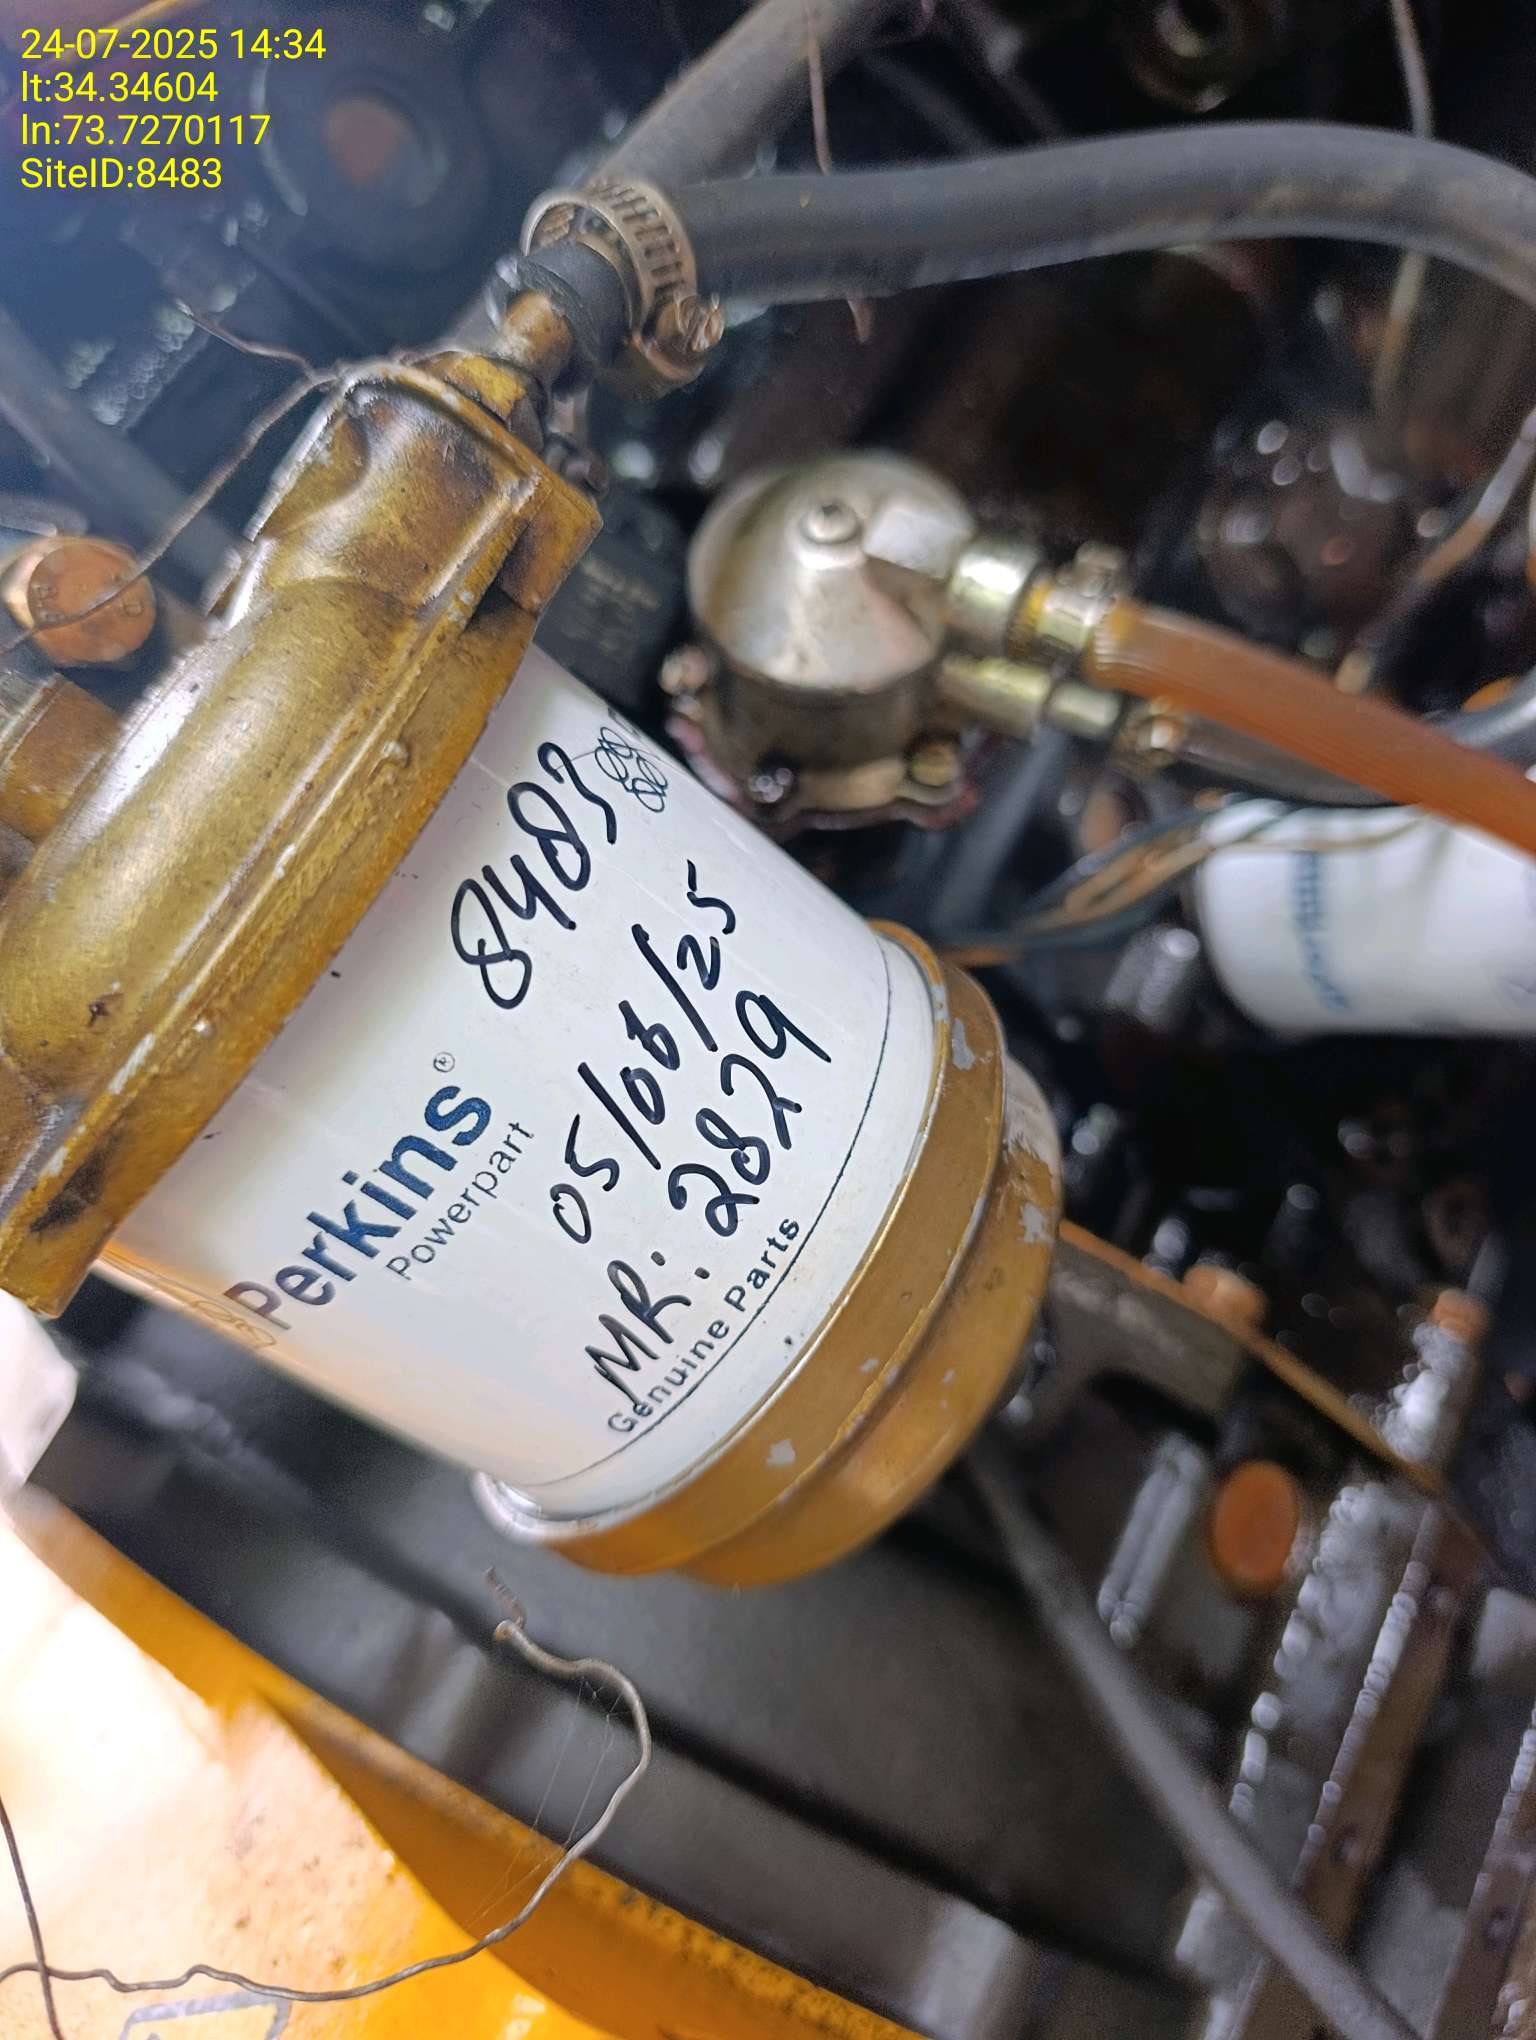 24-07-2025 14:34
lt:34.34604
ln:73.7270117
SiteID:8483
8483
05/06/25
MR: 2829
Perkins®
Powerpart
Genuine Parts